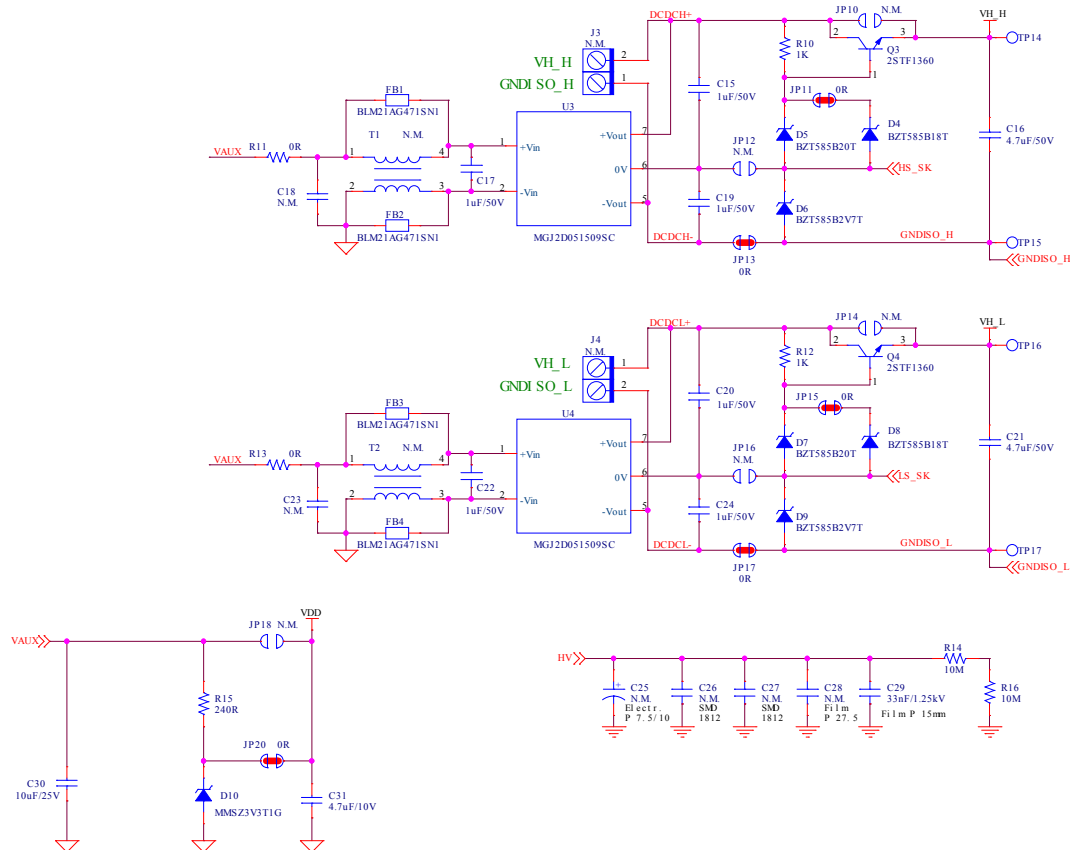 DCDCH+
JP10 N.M.
VH_H
J3
N.M.
VH_H
2
GNDISO_H
1
R10
1K
2
3
1
Q3
2STF1360
TP14
C15
1uF/50V
JP11 0R
FB1
BLM21AG471SN1
U3
T1 N.M.
VAUX
R11 0R
1
4
1
+Vin
+Vout
7
D5
BZT585B20T
D4
BZT585B18T
C16
4.7uF/50V
JP12
N.M.
0V
6
HS_SK
C18
N.M.
C17
1uF/50V
2
3
2
-Vin
-Vout
5
C19
1uF/50V
D6
BZT585B2V7T
FB2
BLM21AG471SN1
MGJ2D051509SC
DCDCH-
JP13
0R
GNDISO_H
TP15
GNDISO_H
DCDCL+
JP14 N.M.
VH_L
J4
N.M.
VH_L
1
GNDISO_L
2
R12
1K
2
3
1
Q4
2STF1360
TP16
C20
1uF/50V
JP15 0R
FB3
BLM21AG471SN1
U4
T2 N.M.
VAUX
R13 0R
1
4
1
+Vin
+Vout
7
D7
BZT585B20T
D8
BZT585B18T
C21
4.7uF/50V
JP16
N.M.
0V
6
LS_SK
C23
N.M.
C22
1uF/50V
2
3
2
-Vin
-Vout
5
C24
1uF/50V
D9
BZT585B2V7T
FB4
BLM21AG471SN1
MGJ2D051509SC
DCDCL-
JP17
0R
GNDISO_L
TP17
GNDISO_L
VAUX
JP18 N.M.
VDD
R15
240R
JP20 0R
C30
10uF/25V
D10
MMSZ3V3T1G
C31
4.7uF/10V
HV
R14
10M
C25
N.M.
Electr.
P 7.5/10
C26
N.M.
SMD
1812
C27
N.M.
SMD
1812
C28
N.M.
Film
P 27.5
C29
33nF/1.25kV
Film P 15mm
R16
10M